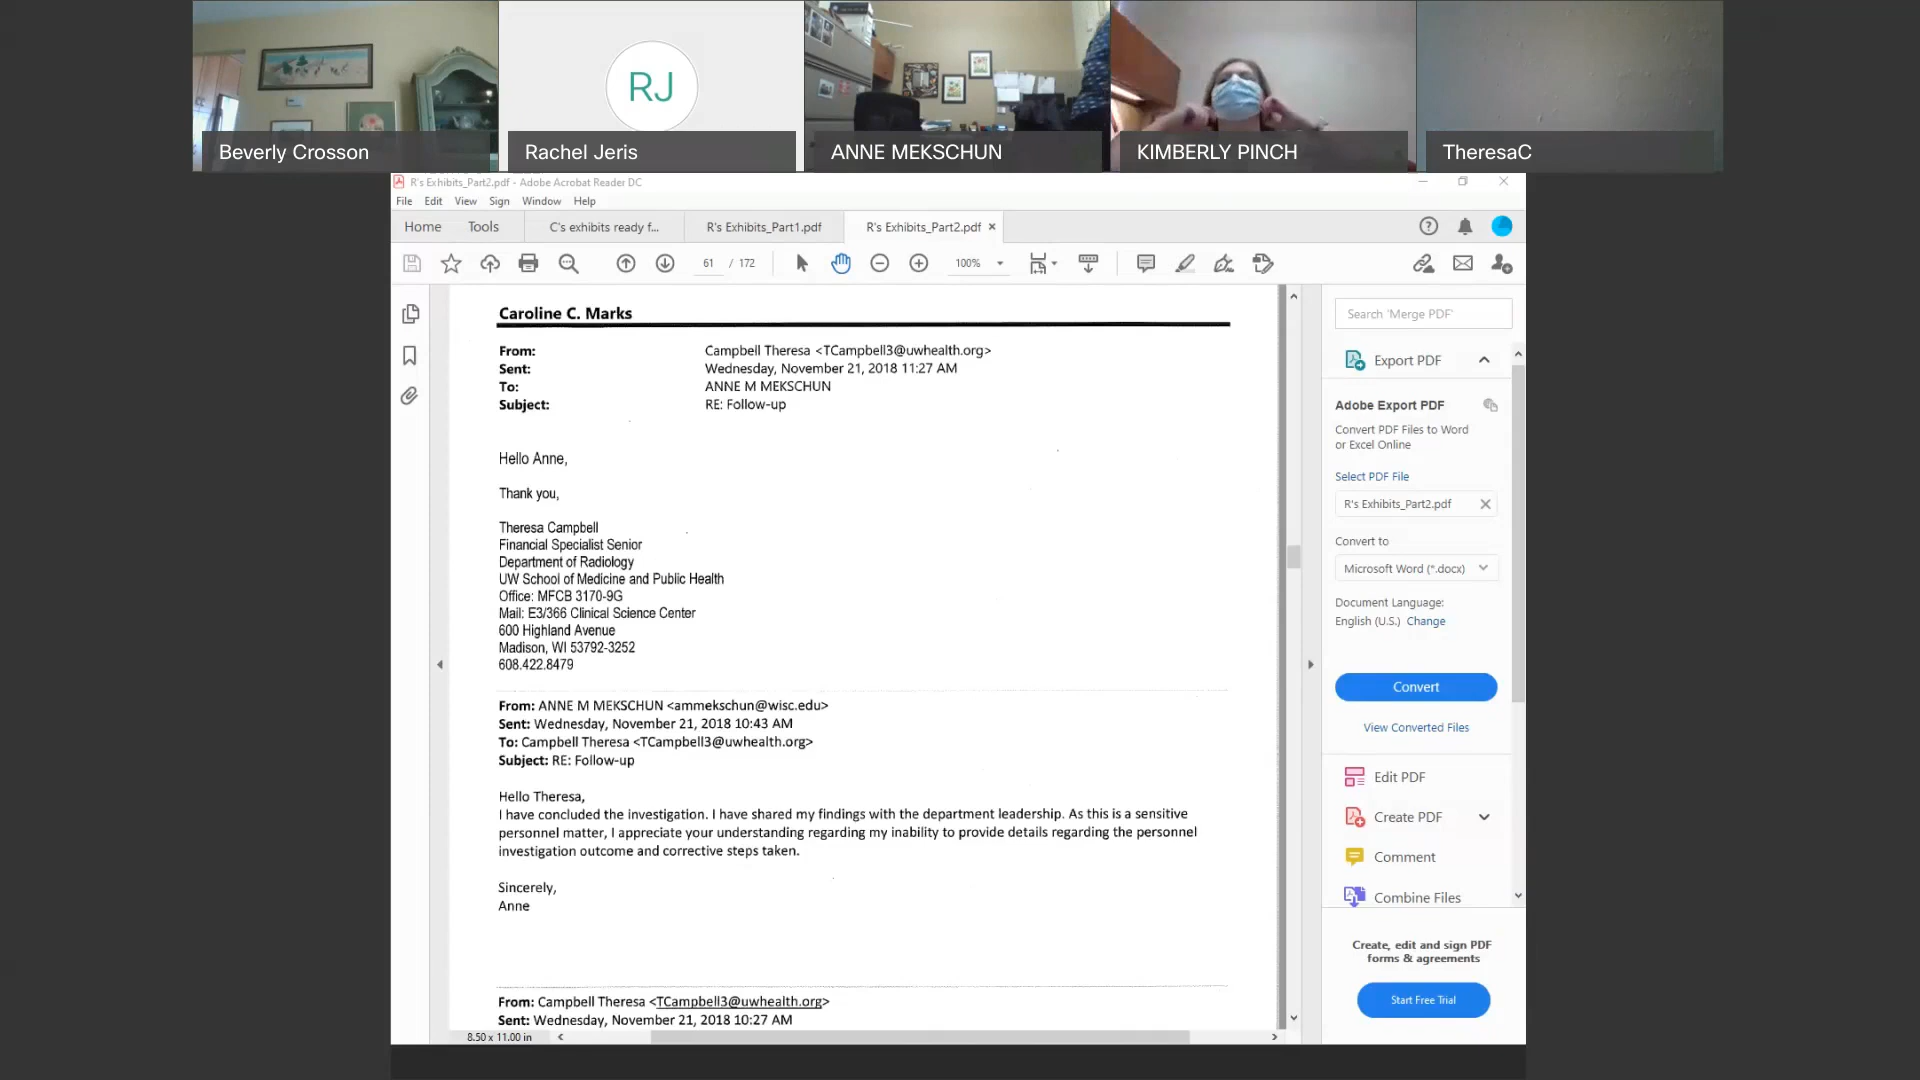 Beverly Crosson
RJ
Rachel Jeris
ANNE MEKSCHUN
KIMBERLY PINCH
TheresaC
R's Exhibits_Part2.pdf - Adobe Acrobat Reader DC
File Edit View Sign Window Help
Home Tools C's exhibits ready f... R's Exhibits_Part1.pdf R's Exhibits_Part2.pdf ×
61 / 172 100%
Caroline C. Marks
From: Campbell Theresa <TCampbell3@uwhealth.org>
Sent: Wednesday, November 21, 2018 11:27 AM
To: ANNE M MEKSCHUN
Subject: RE: Follow-up
Hello Anne,
Thank you,
Theresa Campbell
Financial Specialist Senior
Department of Radiology
UW School of Medicine and Public Health
Office: MFCB 3170-9G
Mail: E3/366 Clinical Science Center
600 Highland Avenue
Madison, WI 53792-3252
608.422.8479
From: ANNE M MEKSCHUN <ammekschun@wisc.edu>
Sent: Wednesday, November 21, 2018 10:43 AM
To: Campbell Theresa <TCampbell3@uwhealth.org>
Subject: RE: Follow-up
Hello Theresa,
I have concluded the investigation. I have shared my findings with the department leadership. As this is a sensitive
personnel matter, I appreciate your understanding regarding my inability to provide details regarding the personnel
investigation outcome and corrective steps taken.
Sincerely,
Anne
From: Campbell Theresa <TCampbell3@uwhealth.org>
Sent: Wednesday, November 21, 2018 10:27 AM
8.50 x 11.00 in
Search 'Merge PDF'
Export PDF
Adobe Export PDF
Convert PDF Files to Word
or Excel Online
Select PDF File
R's Exhibits_Part2.pdf
Convert to
Microsoft Word (*.docx)
Document Language:
English (U.S.) Change
Convert
View Converted Files
Edit PDF
Create PDF
Comment
Combine Files
Create, edit and sign PDF
forms & agreements
Start Free Trial